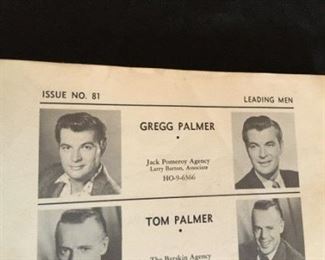 ISSUE NO. 81
LEADING MEN
GREGG PALMER
•
Jack Pomeroy Agency
Larry Barton, Associate
HO-9-6566
TOM PALMER
•
The Berskin Agency